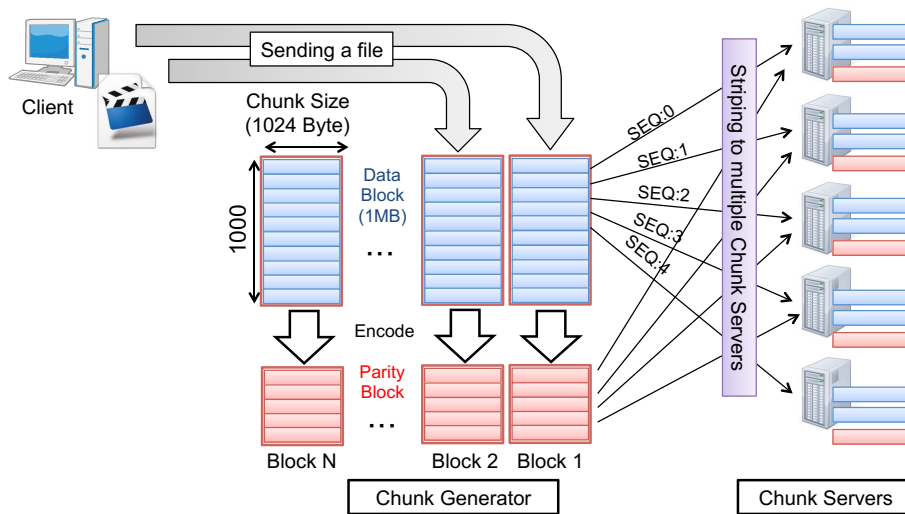 Sending a file
Client
Chunk Size
(1024 Byte)
1000
Data
Block
(1MB)
...
SEQ:0
SEQ:1
SEQ:2
SEQ:3
SEQ:4
Striping to multiple Chunk Servers
Encode
Parity
Block
...
Block N
Block 2
Block 1
Chunk Generator
Chunk Servers